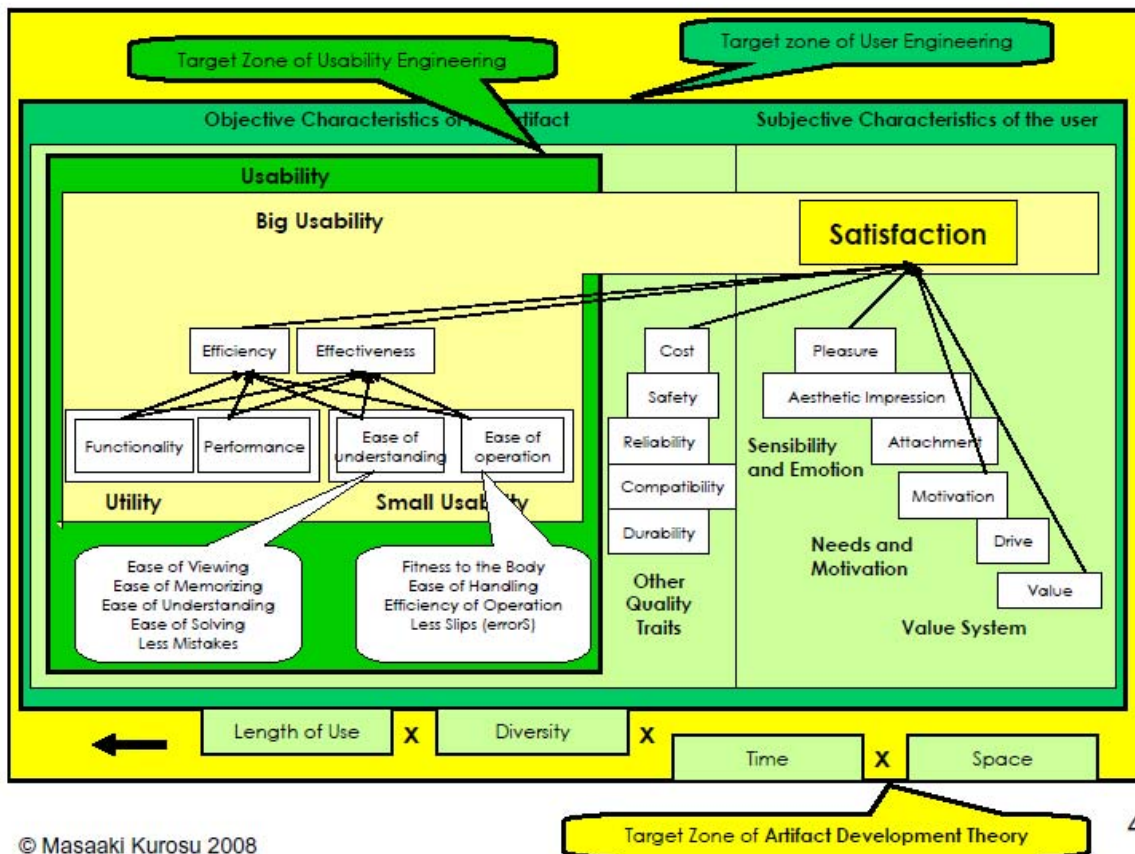 Target Zone of Usability Engineering
Target zone of User Engineering
Objective Characteristics of artifact
Subjective Characteristics of the user
Usability
Big Usability
Satisfaction
Efficiency
Effectiveness
Cost
Pleasure
Safety
Aesthetic Impression
Functionality
Performance
Ease of
understanding
Ease of
operation
Reliability
Sensibility
and Emotion
Attachment
Utility
Small Usability
Compatibility
Motivation
Durability
Needs and
Motivation
Drive
Ease of Viewing
Ease of Memorizing
Ease of Understanding
Ease of Solving
Less Mistakes
Fitness to the Body
Ease of Handling
Efficiency of Operation
Less Slips (errorS)
Other
Quality
Traits
Value
Value System
Length of Use X Diversity X
Time X Space
Target Zone of Artifact Development Theory
4
© Masaaki Kurosu 2008